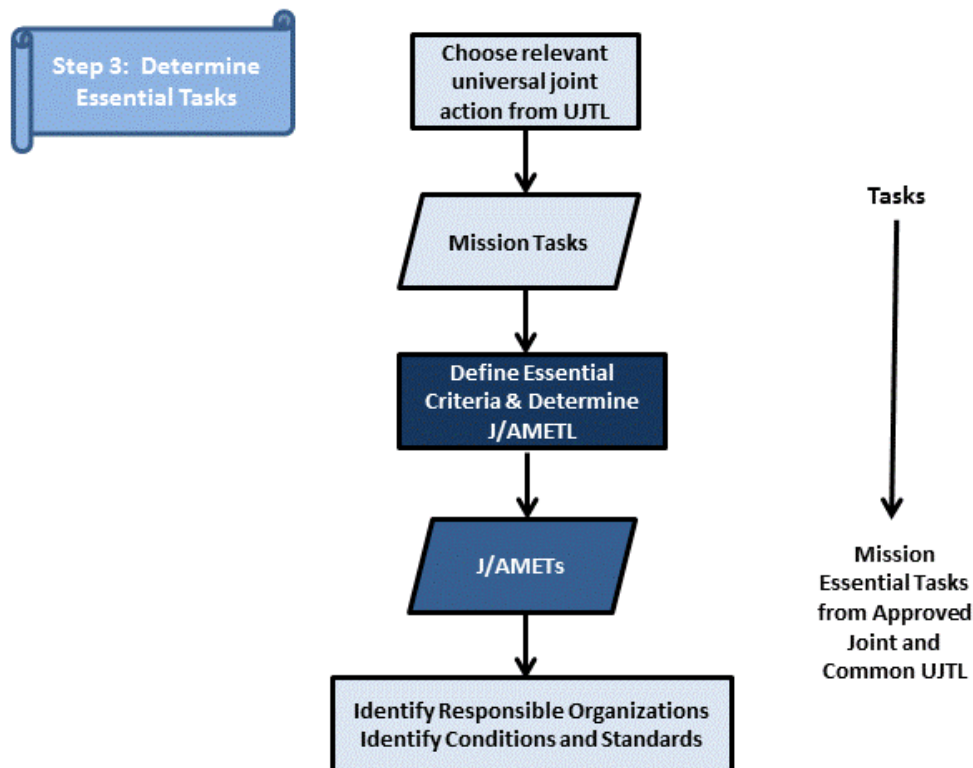 Step 3: Determine
Essential Tasks
Choose relevant
universal joint
action from UJTL
Mission Tasks
Define Essential
Criteria & Determine
J/AMETL
J/AMETs
Identify Responsible Organizations
Identify Conditions and Standards
Tasks
Mission
Essential Tasks
from Approved
Joint and
Common UJTL